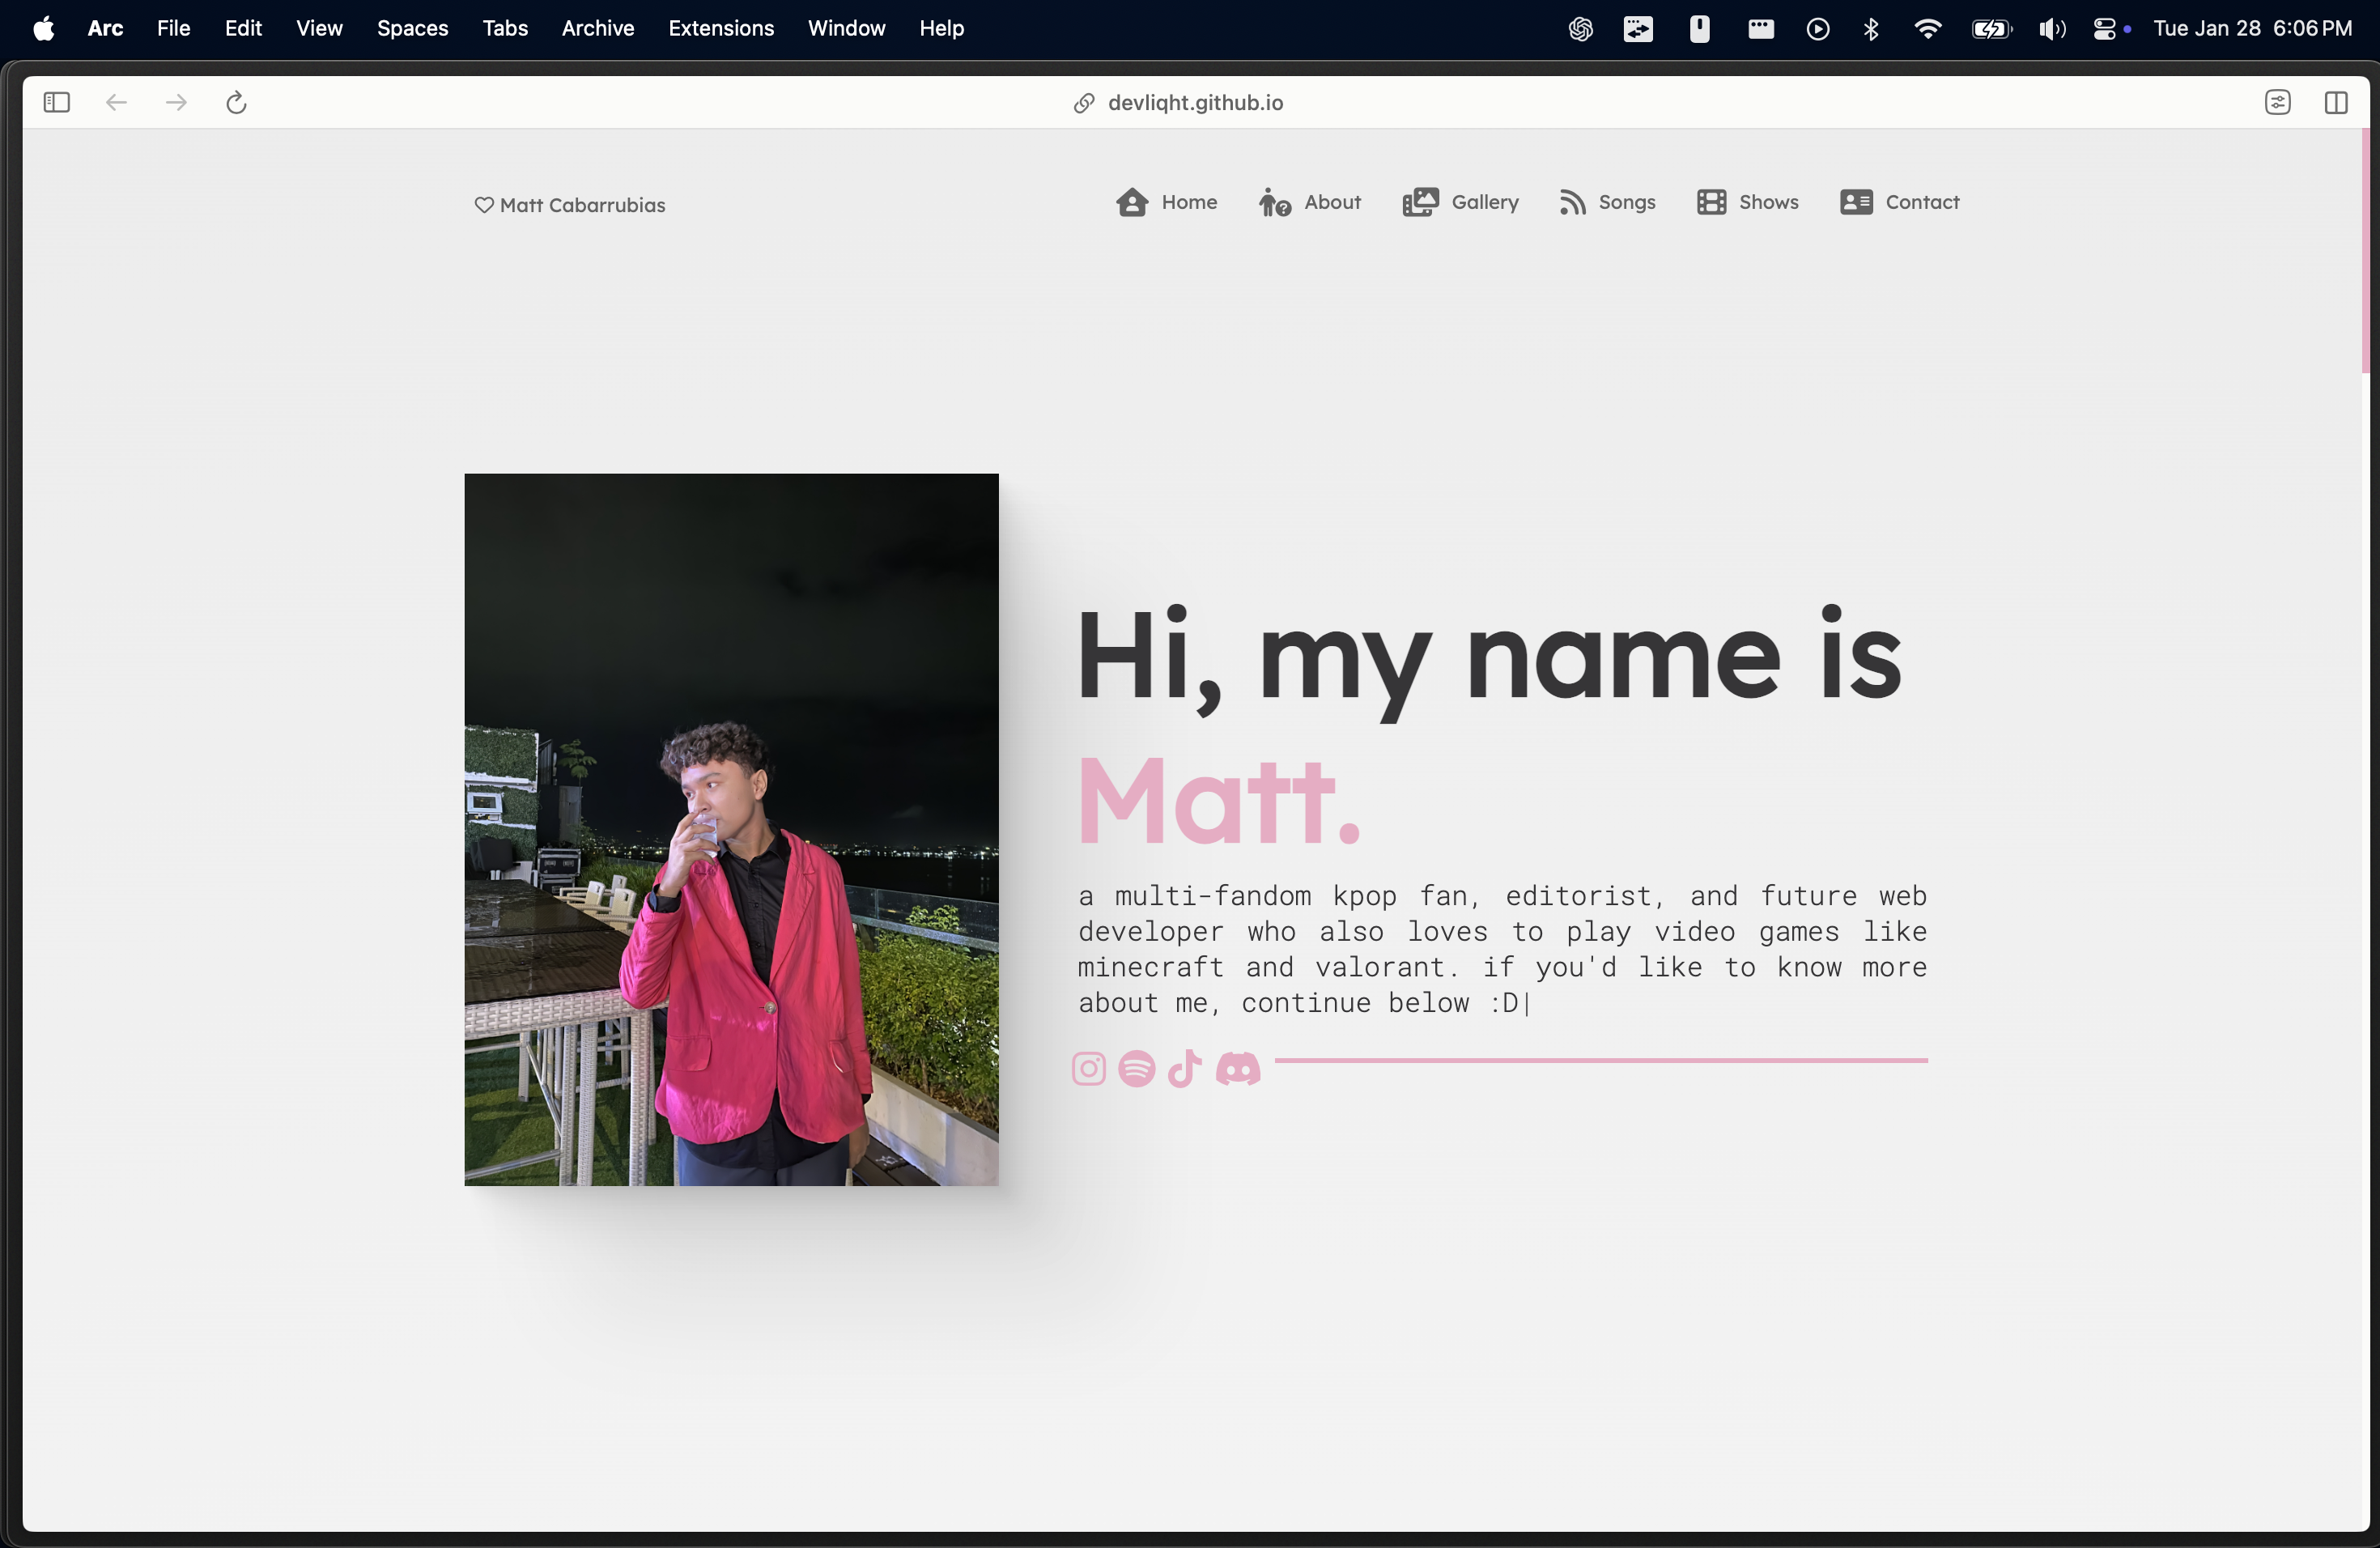 Arc File Edit View Spaces Tabs Archive Extensions Window Help Tue Jan 28 6:06 PM
devliqht.github.io
Matt Cabarrubias Home About Gallery Songs Shows Contact
Hi, my name is
Matt.
a multi-fandom kpop fan, editorist, and future web
developer who also loves to play video games like
minecraft and valorant. if you'd like to know more
about me, continue below :D|